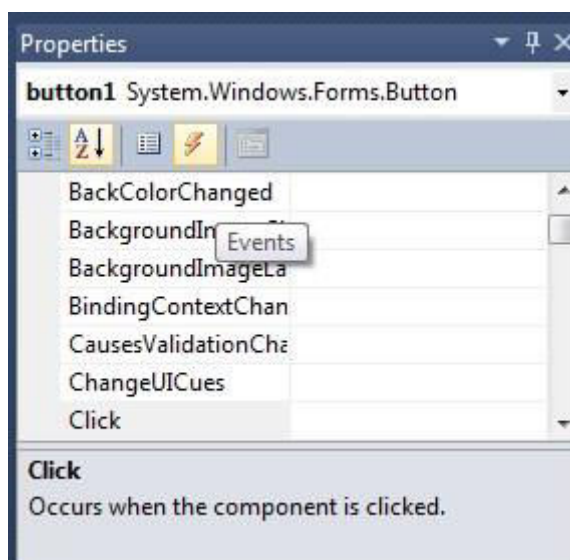 Properties
button1 System.Windows.Forms.Button
BackColorChanged
Events
BackgroundImageLa
BindingContextChan
CausesValidationCha
ChangeUICues
Click
Click
Occurs when the component is clicked.